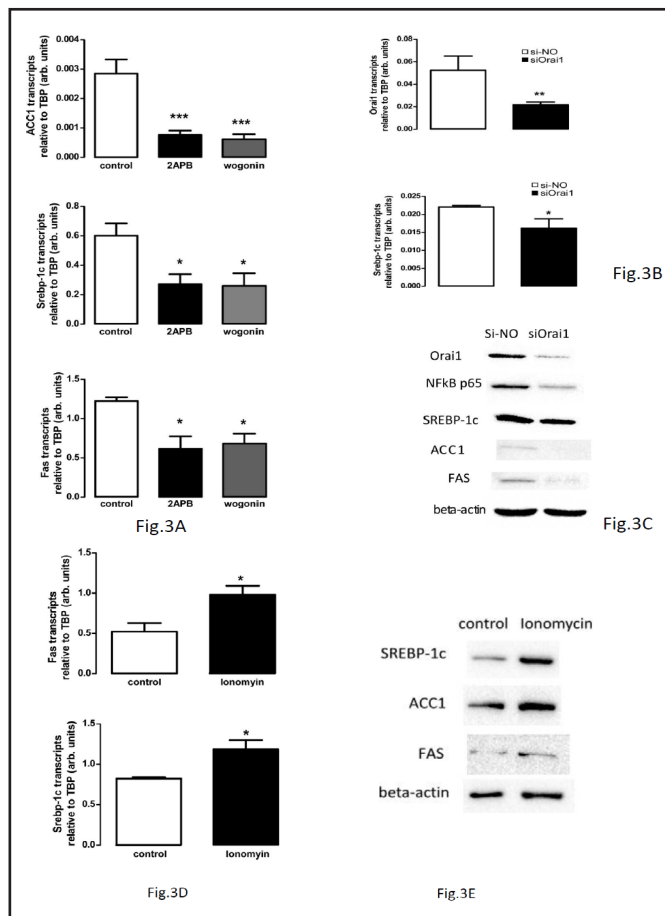 ACC1 transcripts
relative to TBP (arb. units)
0.004
0.003
0.002
0.001
0.000
***
***
control
2APB
wogonin
Srebp-1c transcripts
relative to TBP (arb. units)
0.8
0.6
0.4
0.2
0.0
*
*
control
2APB
wogonin
Fas transcripts
relative to TBP (arb. units)
1.5
1.0
0.5
0.0
*
*
control
2APB
wogonin
Fig.3A
Orai1 transcripts
relative to TBP (arb. units)
0.08
0.06
0.04
0.02
0.00
si-NO
siOrai1
**
Srebp-1c transcripts
relative to TBP (arb. units)
0.025
0.020
0.015
0.010
0.005
0.000
si-NO
siOrai1
*
Fig.3B
Si-NO siOrai1
Orai1
NFkB p65
SREBP-1c
ACC1
FAS
beta-actin
Fig.3C
Fas transcripts
relative to TBP (arb. units)
1.5
1.0
0.5
0.0
*
control
Ionomyin
Srebp-1c transcripts
relative to TBP (arb. units)
1.5
1.0
0.5
0.0
*
control
Ionomyin
Fig.3D
control Ionomycin
SREBP-1c
ACC1
FAS
beta-actin
Fig.3E